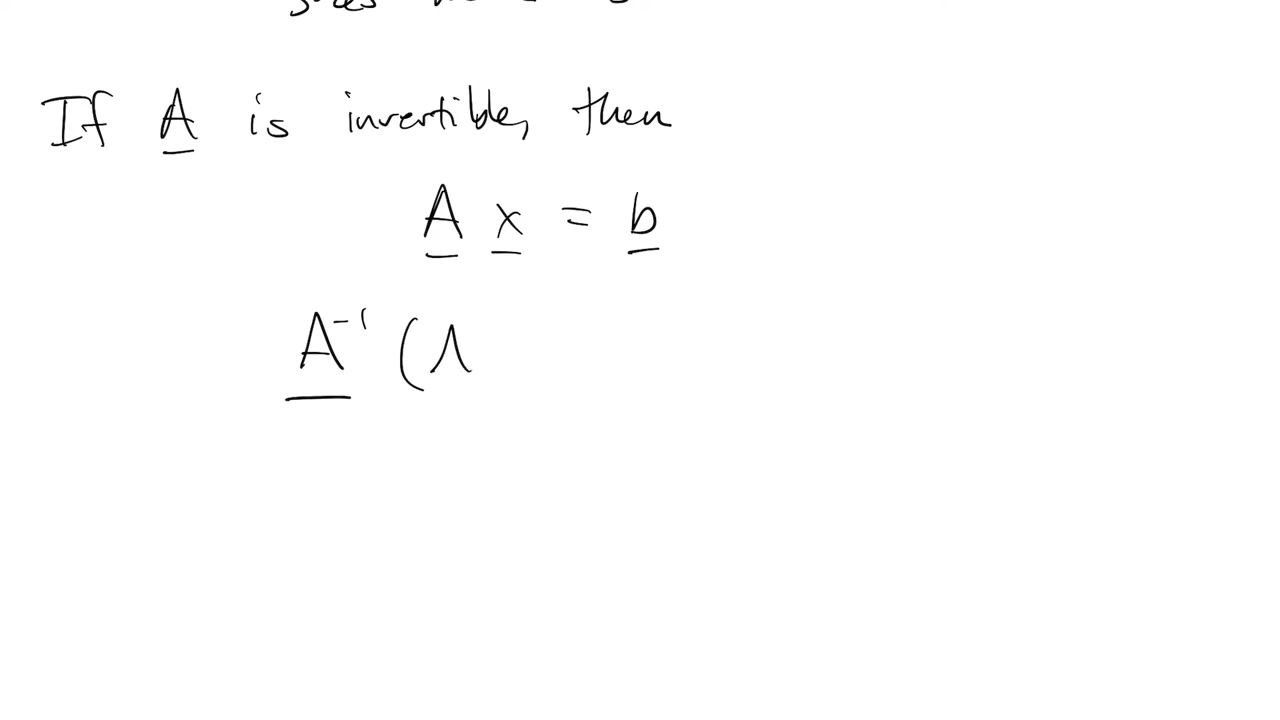 If A is invertible, then
A x = b
A⁻¹ (